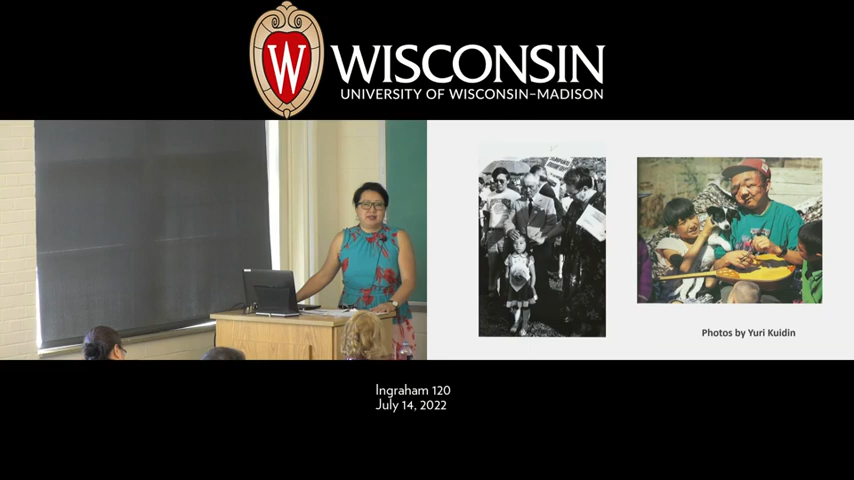 W
WISCONSIN
UNIVERSITY OF WISCONSIN–MADISON
Photos by Yuri Kuidin
Ingraham 120
July 14, 2022